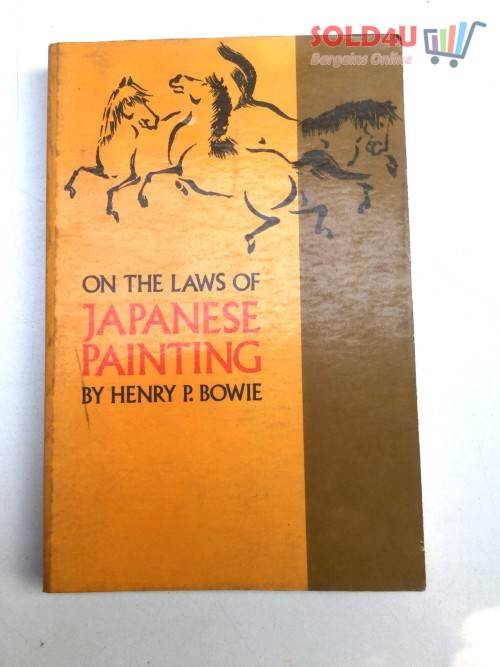 SOLD4U
Bargains Online
ON THE LAWS OF
JAPANESE
PAINTING
BY HENRY P. BOWIE